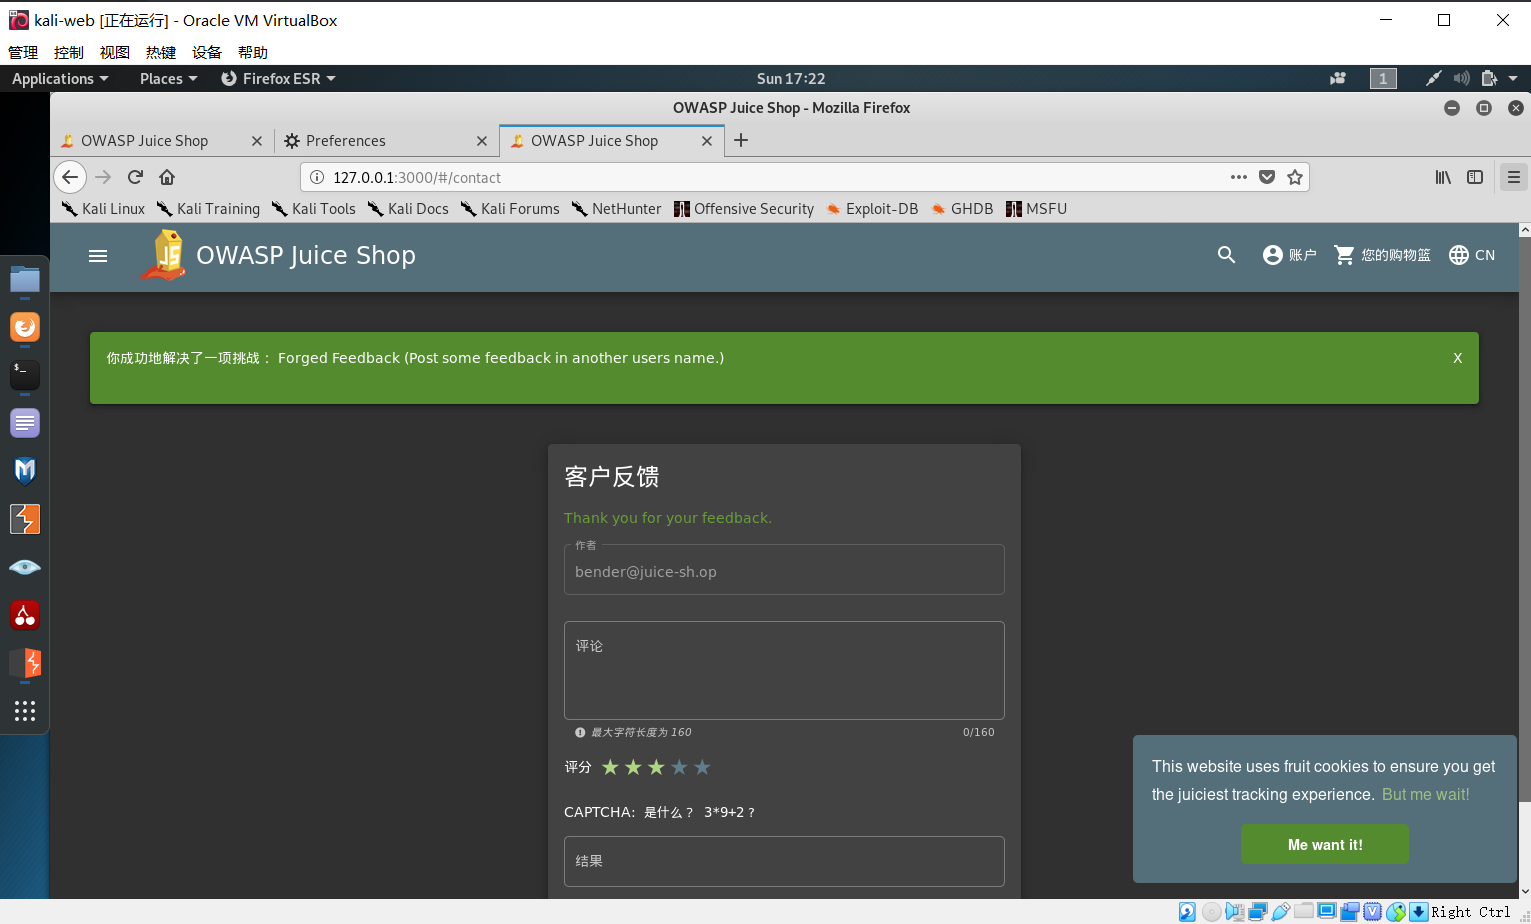 kali-web [正在运行] - Oracle VM VirtualBox
管理 控制 视图 热键 设备 帮助
Applications Places Firefox ESR Sun 17:22 1
OWASP Juice Shop - Mozilla Firefox
OWASP Juice Shop Preferences OWASP Juice Shop
127.0.0.1:3000/#/contact
Kali Linux Kali Training Kali Tools Kali Docs Kali Forums NetHunter Offensive Security Exploit-DB GHDB MSFU
JS OWASP Juice Shop 账户 您的购物篮 CN
你成功地解决了一项挑战： Forged Feedback (Post some feedback in another users name.) X
客户反馈
Thank you for your feedback.
作者
bender@juice-sh.op
评论
最大字符长度为 160 0/160
评分
CAPTCHA: 是什么？ 3*9+2？
结果
This website uses fruit cookies to ensure you get
the juiciest tracking experience. But me wait!
Me want it!
Right Ctrl